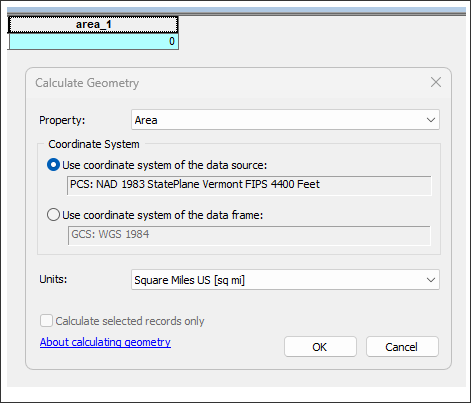 area_1
0
Calculate Geometry
Property: Area
Coordinate System
Use coordinate system of the data source:
PCS: NAD 1983 StatePlane Vermont FIPS 4400 Feet
Use coordinate system of the data frame:
GCS: WGS 1984
Units: Square Miles US [sq mi]
Calculate selected records only
About calculating geometry OK Cancel